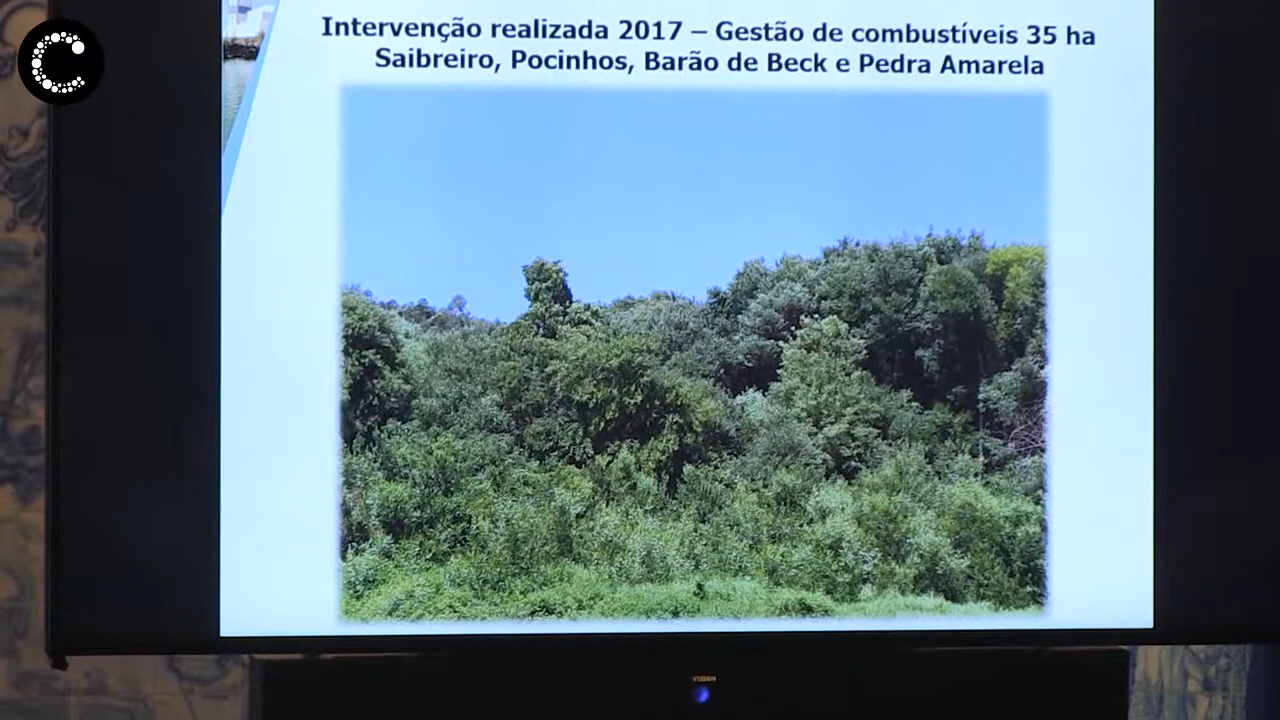 Intervenção realizada 2017 – Gestão de combustíveis 35 ha
Saibreiro, Pocinhos, Barão de Beck e Pedra Amarela